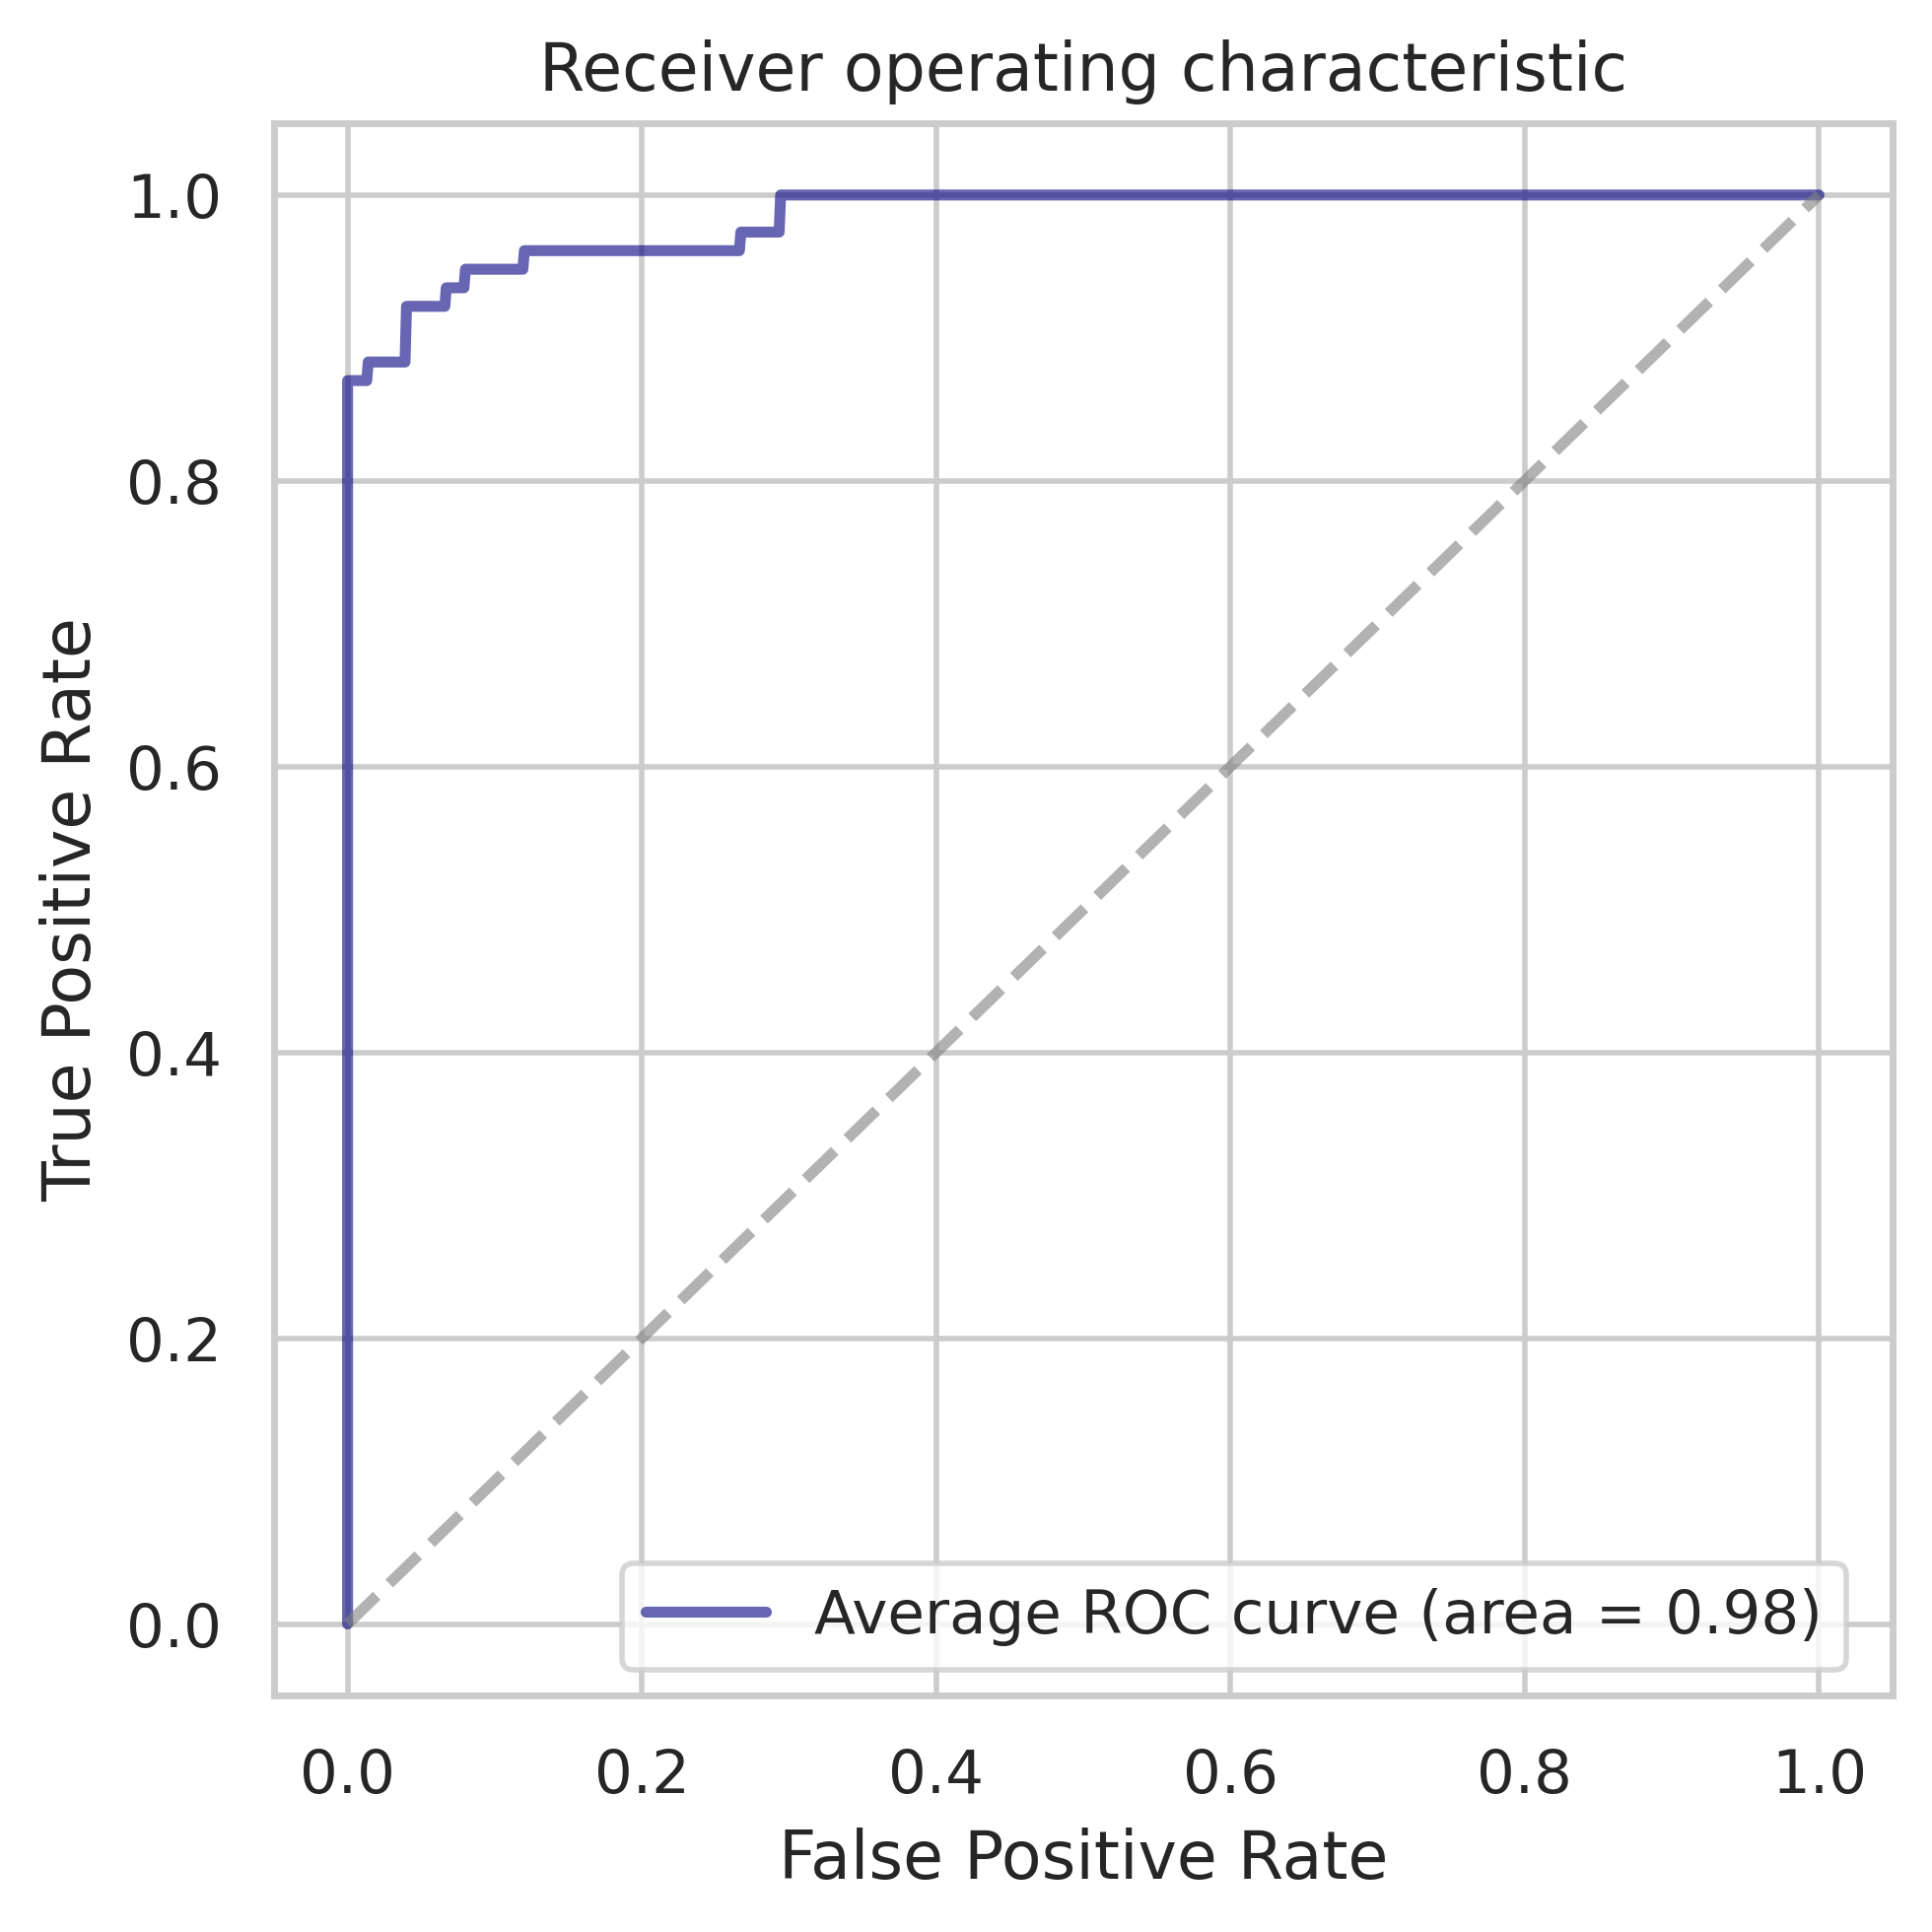 Receiver operating characteristic
1.0
0.8
0.6
0.4
0.2
0.0
True Positive Rate
Average ROC curve (area = 0.98)
0.0 0.2 0.4 0.6 0.8 1.0
False Positive Rate